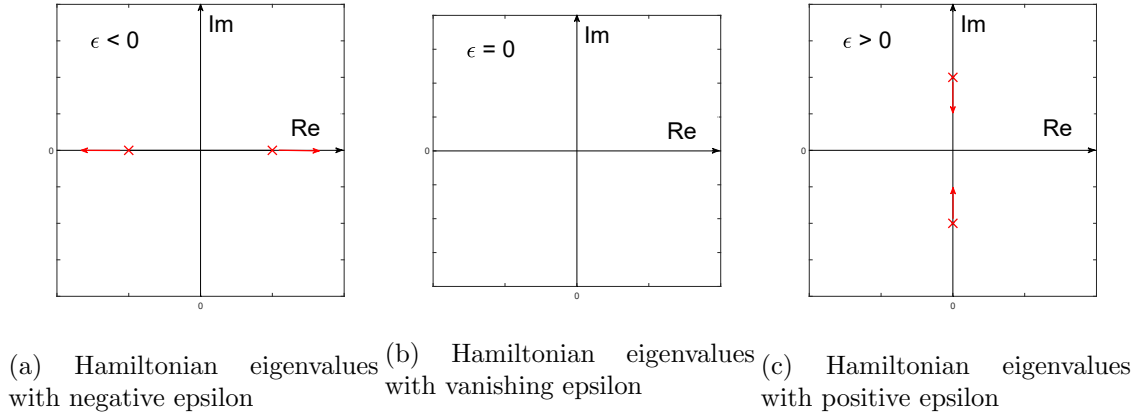 ϵ < 0
Im
Re
0
0
ϵ = 0
Im
Re
0
0
ϵ > 0
Im
Re
0
0
(a) Hamiltonian eigenvalues
with negative epsilon
(b) Hamiltonian eigenvalues
with vanishing epsilon
(c) Hamiltonian eigenvalues
with positive epsilon